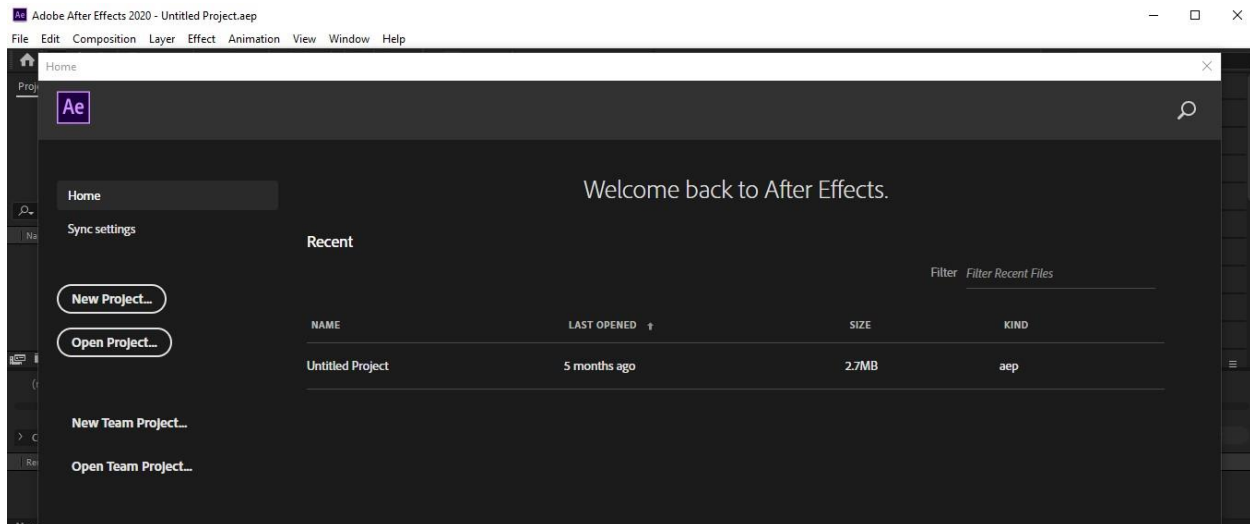 Ae Adobe After Effects 2020 - Untitled Project.aep
File Edit Composition Layer Effect Animation View Window Help
Home
Ae
Welcome back to After Effects.
Home
Sync settings
Recent
Filter Filter Recent Files
New Project...
Open Project...
NAME LAST OPENED SIZE KIND
Untitled Project 5 months ago 2.7MB aep
New Team Project...
Open Team Project...